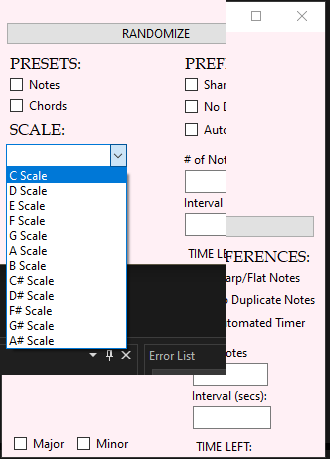 RANDOMIZE
PRESETS:
Notes
Chords
SCALE:
C Scale
D Scale
E Scale
F Scale
G Scale
A Scale
B Scale
C# Scale
D# Scale
F# Scale
G# Scale
A# Scale
PREF
Shar
No D
Auto
# of Not
Interval
TIME LEFT:
Error List
FERENCES:
arp/Flat Notes
Duplicate Notes
tomated Timer
otes
Interval (secs):
Major
Minor
TIME LEFT: